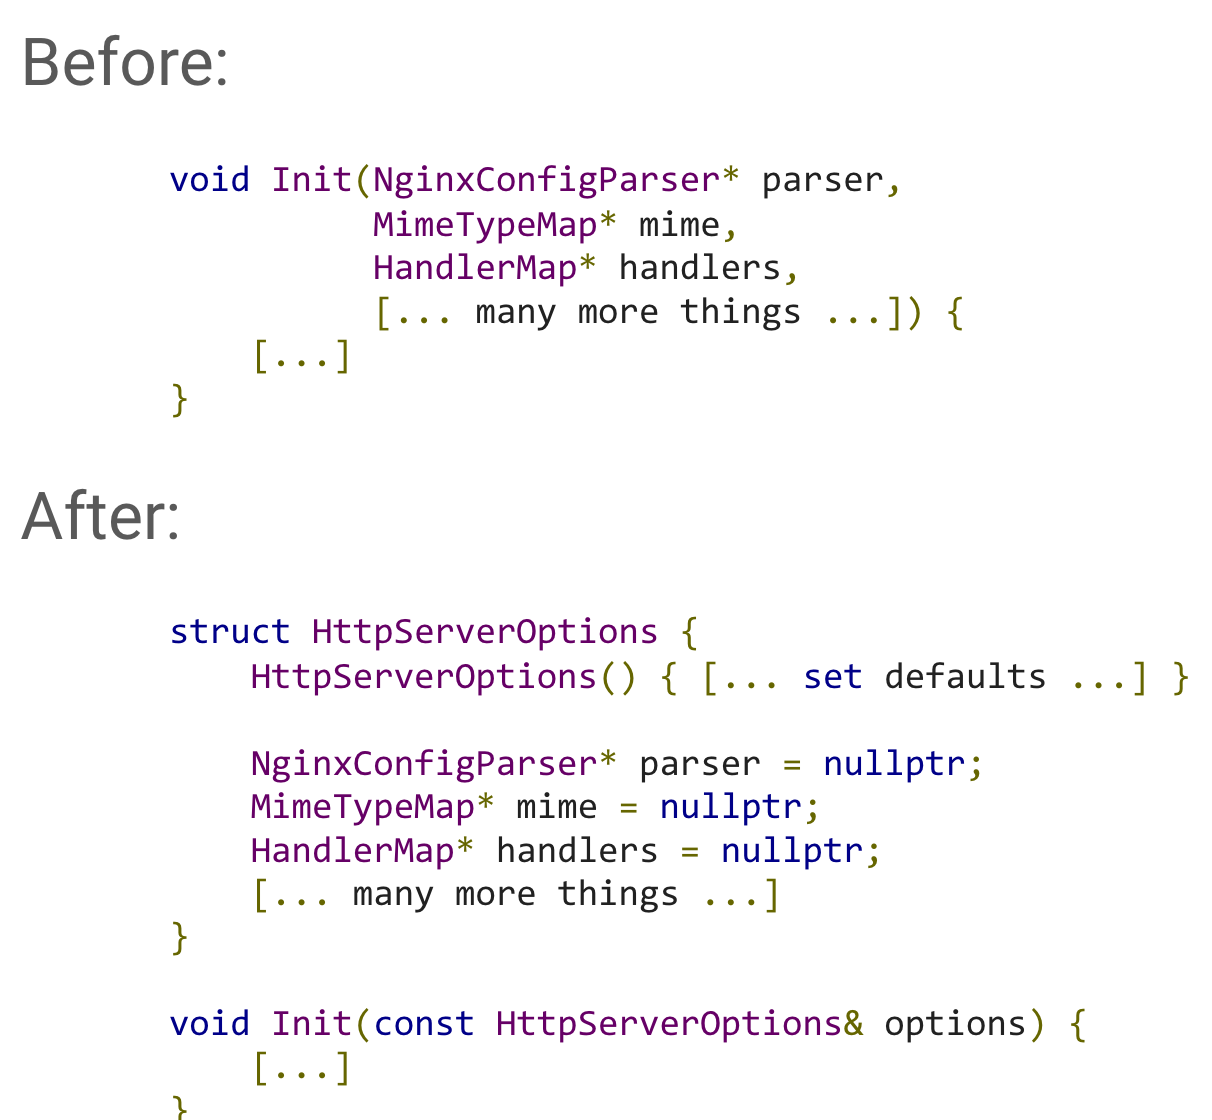 Before:
void Init(NginxConfigParser* parser,
MimeTypeMap* mime,
HandlerMap* handlers,
[... many more things ...]) {
[...]
}
After:
struct HttpServerOptions {
HttpServerOptions() { [... set defaults ...] }
NginxConfigParser* parser = nullptr;
MimeTypeMap* mime = nullptr;
HandlerMap* handlers = nullptr;
[... many more things ...]
}
void Init(const HttpServerOptions& options) {
[...]
}